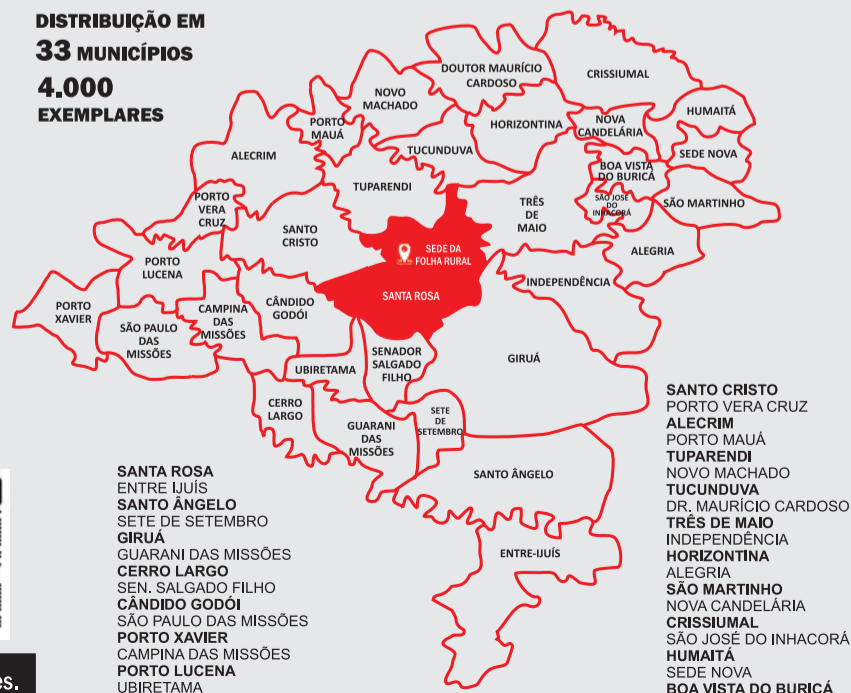 DISTRIBUIÇÃO EM
33 MUNICÍPIOS
4.000
EXEMPLARES
DOUTOR MAURÍCIO
CARDOSO
CRISSIUMAL
NOVO
MACHADO
HUMAITÁ
PORTO
MAUÁ
HORIZONTINA
NOVA
CANDELÁRIA
TUCUNDUVA
ALECRIM
SEDE NOVA
BOA VISTA
DO BURICÁ
TUPARENDI
PORTO
VERA
CRUZ
TRÊS
DE
MAIO
SÃO JOSÉ
DO
INHACORÁ
SÃO MARTINHO
SANTO
CRISTO
SEDE DA
FOLHA RURAL
ALEGRIA
PORTO
LUCENA
INDEPENDÊNCIA
SANTA ROSA
PORTO
XAVIER
CAMPINA
DAS
MISSÕES
CÂNDIDO
GODÓI
SÃO PAULO
DAS
MISSÕES
SENADOR
SALGADO
FILHO
GIRUÁ
UBIRETAMA
CERRO
LARGO
SETE
DE
SETEMBRO
GUARANI
DAS
MISSÕES
SANTO ÂNGELO
ENTRE-IJUÍS
SANTA ROSA
ENTRE IJUÍS
SANTO ÂNGELO
SETE DE SETEMBRO
GIRUÁ
GUARANI DAS MISSÕES
CERRO LARGO
SEN. SALGADO FILHO
CÂNDIDO GODÓI
SÃO PAULO DAS MISSÕES
PORTO XAVIER
CAMPINA DAS MISSÕES
PORTO LUCENA
UBIRETAMA
SANTO CRISTO
PORTO VERA CRUZ
ALECRIM
PORTO MAUÁ
TUPARENDI
NOVO MACHADO
TUCUNDUVA
DR. MAURÍCIO CARDOSO
TRÊS DE MAIO
INDEPENDÊNCIA
HORIZONTINA
ALEGRIA
SÃO MARTINHO
NOVA CANDELÁRIA
CRISSIUMAL
SÃO JOSÉ DO INHACORÁ
HUMAITÁ
SEDE NOVA
BOA VISTA DO BURICÁ